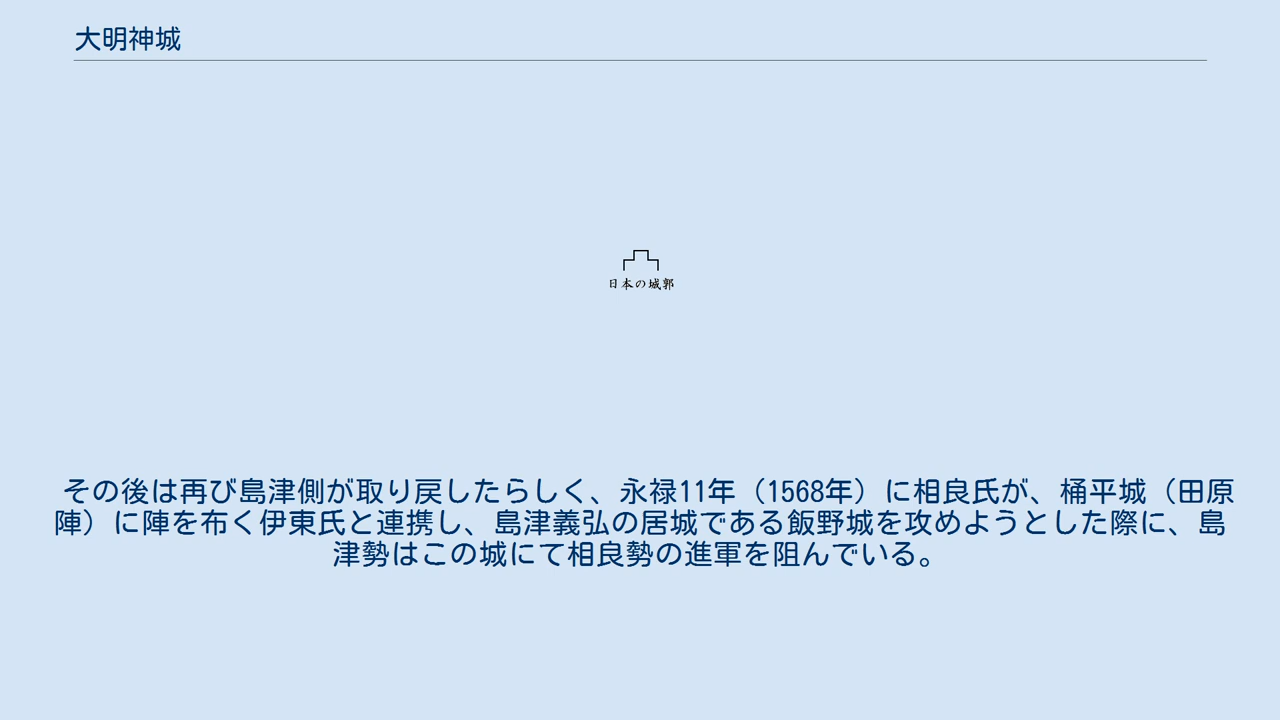 大明神城
日本の城郭
その後は再び島津側が取り戻したらしく、永禄11年（1568年）に相良氏が、桶平城（田原
陣）に陣を布く伊東氏と連携し、島津義弘の居城である飯野城を攻めようとした際に、島
津勢はこの城にて相良勢の進軍を阻んでいる。